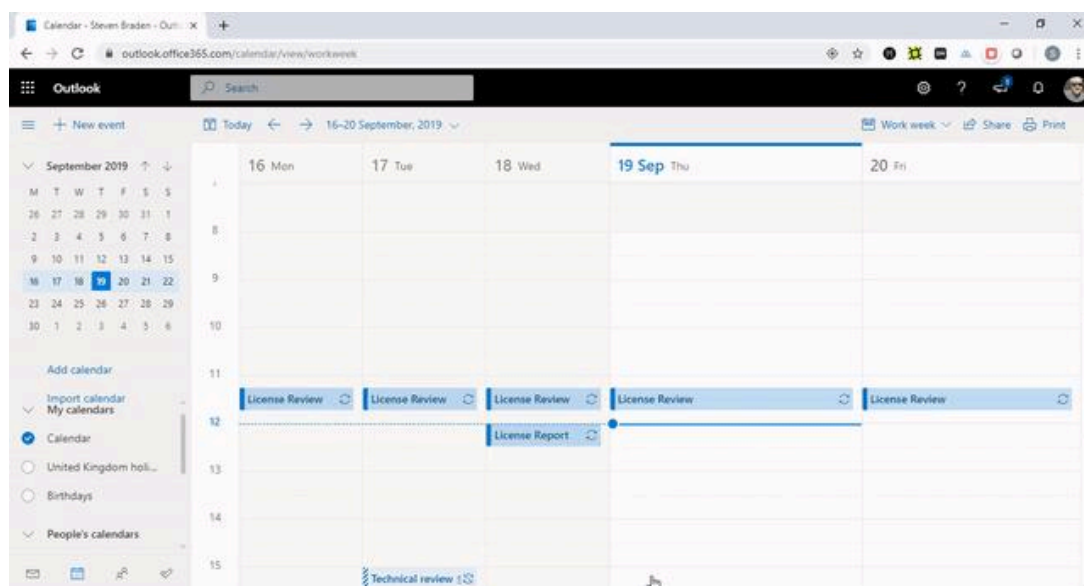 Calendar - Steven Braden - Out
outlook.office365.com/calendar/view/workweek
Outlook
Search
New event
Today
16-20 September, 2019
Work week
Share
Print
September 2019
16 Mon
17 Tue
18 Wed
19 Sep Thu
20 Fri
M T W T F S S
26 27 28 29 30 31 1
2 3 4 5 6 7 8
9 10 11 12 13 14 15
16 17 18 19 20 21 22
23 24 25 26 27 28 29
30 1 2 3 4 5 6
8
9
10
11
12
13
14
15
Add calendar
Import calendar
My calendars
Calendar
United Kingdom holi...
Birthdays
People's calendars
License Review
License Review
License Review
License Review
License Review
License Report
Technical review